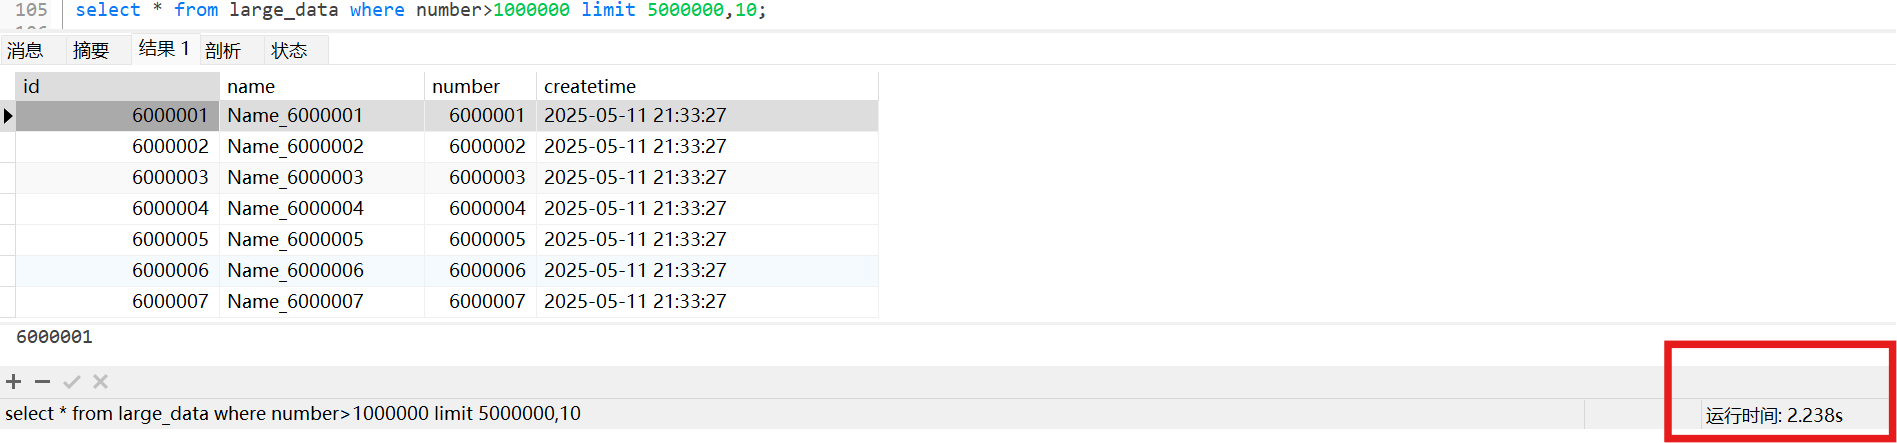 105 select * from large_data where number>1000000 limit 5000000,10;
消息 摘要 结果 1 剖析 状态
id name number createtime
6000001 Name_6000001 6000001 2025-05-11 21:33:27
6000002 Name_6000002 6000002 2025-05-11 21:33:27
6000003 Name_6000003 6000003 2025-05-11 21:33:27
6000004 Name_6000004 6000004 2025-05-11 21:33:27
6000005 Name_6000005 6000005 2025-05-11 21:33:27
6000006 Name_6000006 6000006 2025-05-11 21:33:27
6000007 Name_6000007 6000007 2025-05-11 21:33:27
6000001
select * from large_data where number>1000000 limit 5000000,10 运行时间: 2.238s